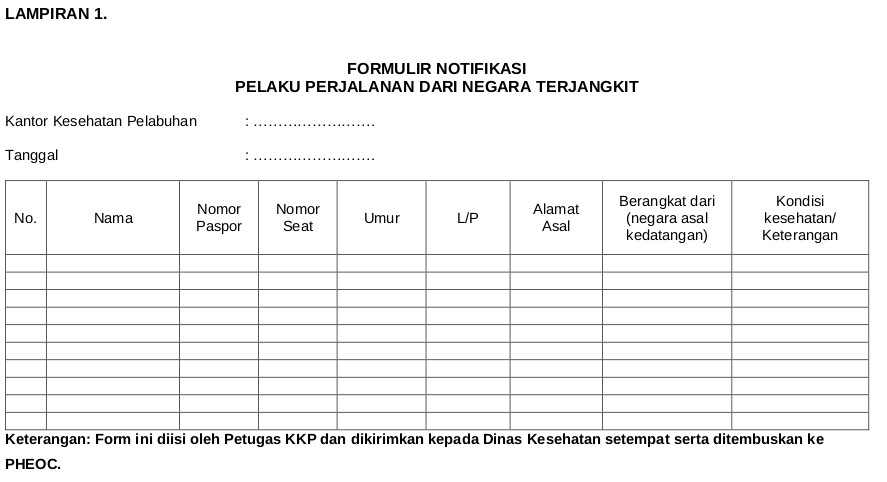 LAMPIRAN 1.
FORMULIR NOTIFIKASI
PELAKU PERJALANAN DARI NEGARA TERJANGKIT
Kantor Kesehatan Pelabuhan : ……………………
Tanggal : ……………………
No.
Nama
Nomor
Paspor
Nomor
Seat
Umur
L/P
Alamat
Asal
Berangkat dari
(negara asal
kedatangan)
Kondisi
kesehatan/
Keterangan
Keterangan: Form ini diisi oleh Petugas KKP dan dikirimkan kepada Dinas Kesehatan setempat serta ditembuskan ke
PHEOC.